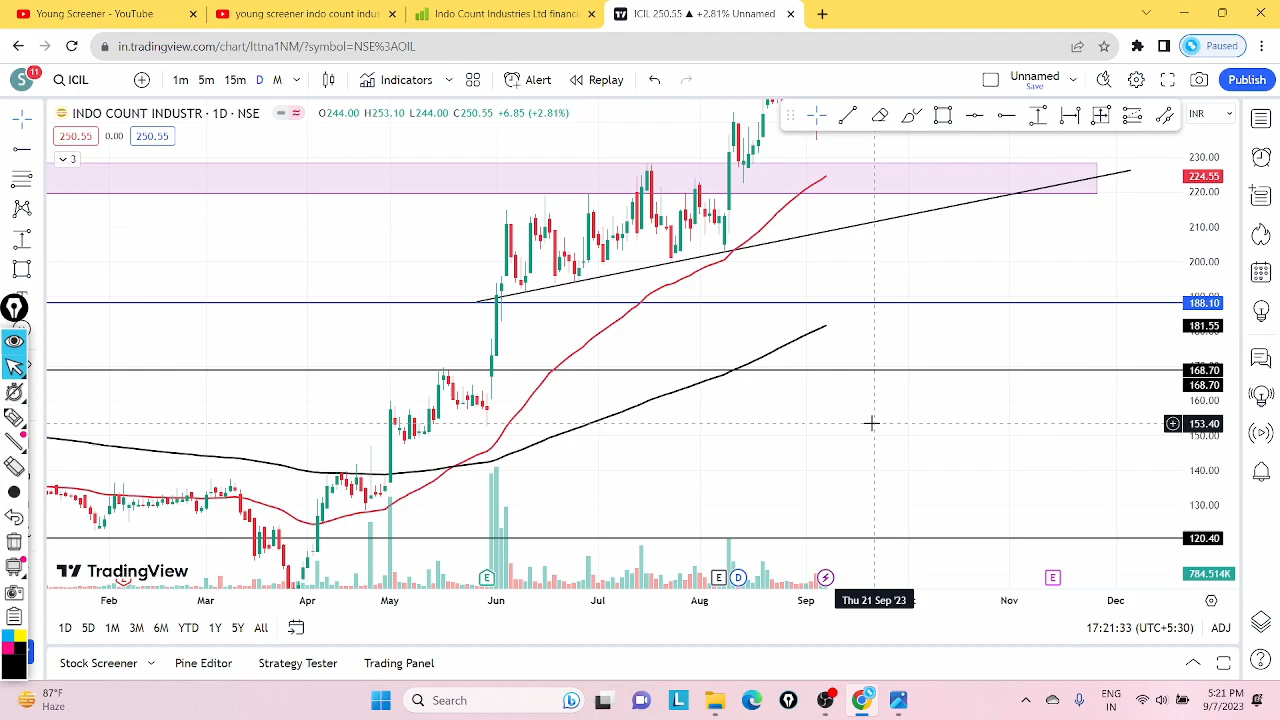 Young Screener - YouTube
young screener indo count indus
Indo Count Industries Ltd financi
ICIL 250.55 ▲ +2.81% Unnamed
in.tradingview.com/chart/lttna1NM/?symbol=NSE%3AOIL
Paused
S 11
ICIL
1m 5m 15m D M
Indicators
Alert
Replay
Unnamed
Save
Publish
INDO COUNT INDUSTR · 1D · NSE
O244.00 H253.10 L244.00 C250.55 +6.85 (+2.81%)
INR
250.55 0.00 250.55
3
230.00
224.55
220.00
210.00
200.00
188.10
181.55
168.70
168.70
160.00
153.40
150.00
140.00
130.00
120.40
784.514K
TradingView
E E D E
Feb Mar Apr May Jun Jul Aug Sep Thu 21 Sep '23 Nov Dec
1D 5D 1M 3M 6M YTD 1Y 5Y All
17:21:33 (UTC+5:30) ADJ
Stock Screener Pine Editor Strategy Tester Trading Panel
87°F
Haze
Search
ENG
IN
5:21 PM
9/7/2023